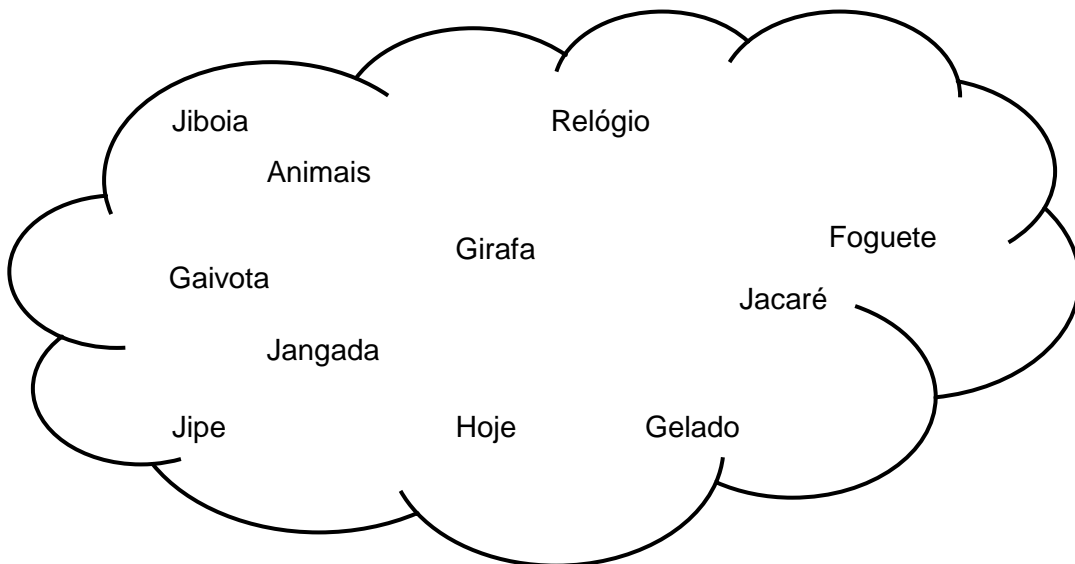 Jiboia
Relógio
Animais
Girafa
Foguete
Gaivota
Jacaré
Jangada
Jipe
Hoje
Gelado